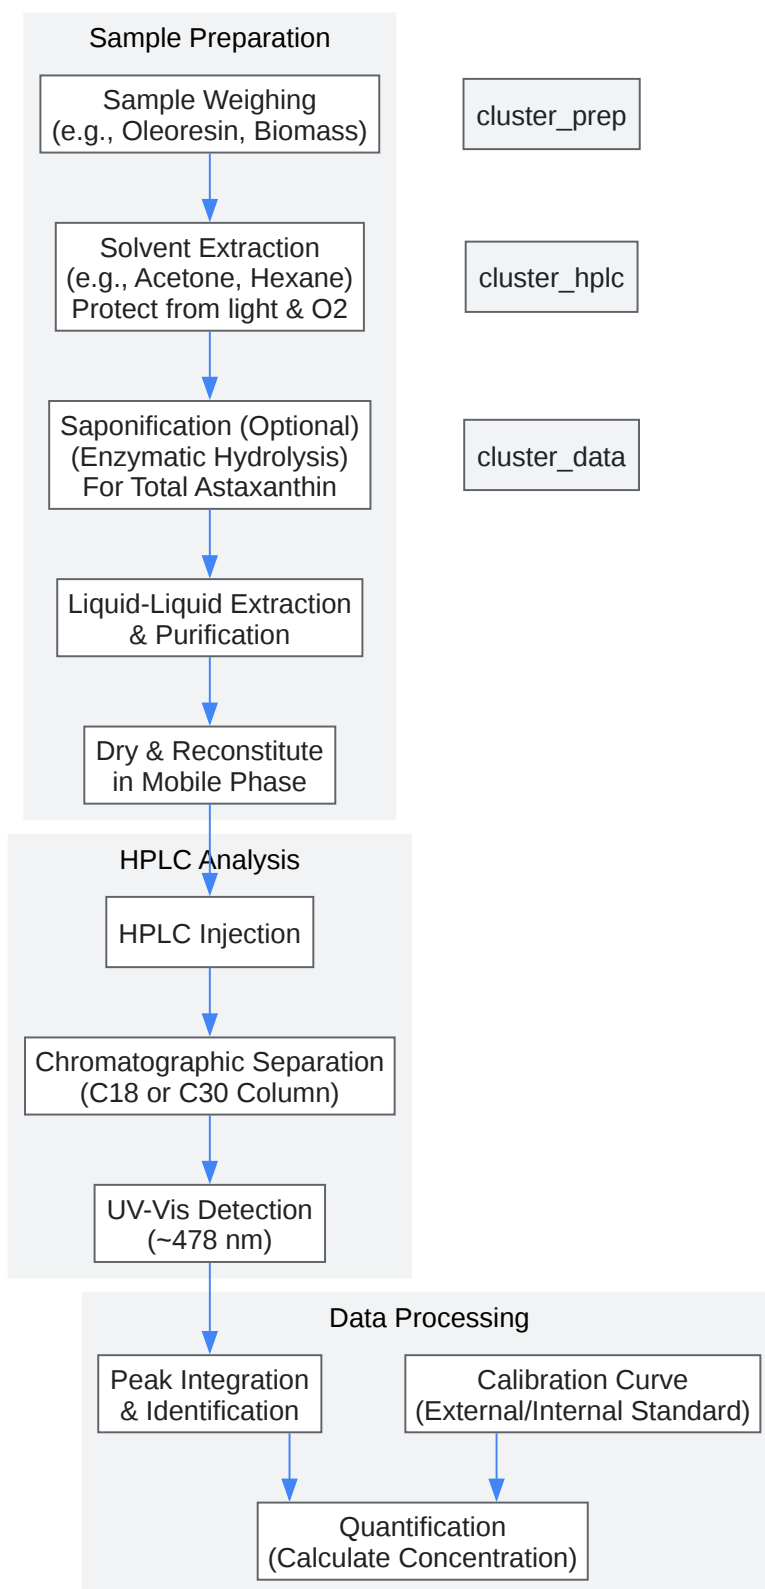 Sample Preparation
Sample Weighing
(e.g., Oleoresin, Biomass)
cluster_prep
Solvent Extraction
(e.g., Acetone, Hexane)
Protect from light & O2
cluster_hplc
Saponification (Optional)
(Enzymatic Hydrolysis)
For Total Astaxanthin
cluster_data
Liquid-Liquid Extraction
& Purification
Dry & Reconstitute
in Mobile Phase
HPLC Analysis
HPLC Injection
Chromatographic Separation
(C18 or C30 Column)
UV-Vis Detection
(~478 nm)
Data Processing
Peak Integration
& Identification
Calibration Curve
(External/Internal Standard)
Quantification
(Calculate Concentration)